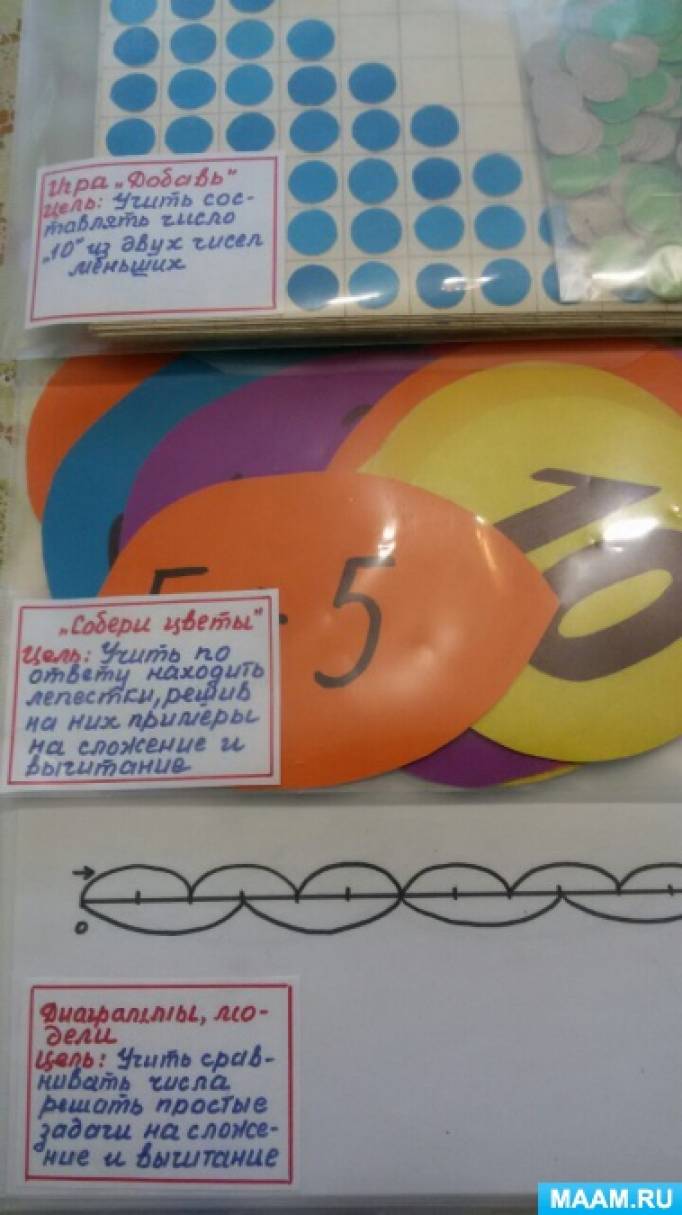 Игра „Добавь"
Цель: Учить сос-
тавлять число
„10" из двух чисел
меньших
10
5 + 5
„Собери цветы"
Цель: Учить по
ответу находить
лепестки, решив
на них примеры
на сложение и
вычитание
0
Диаграммы, мо-
дели
Цель: Учить срав-
нивать числа
решать простые
задачи на сложе-
ние и вычитание
MAAM.RU